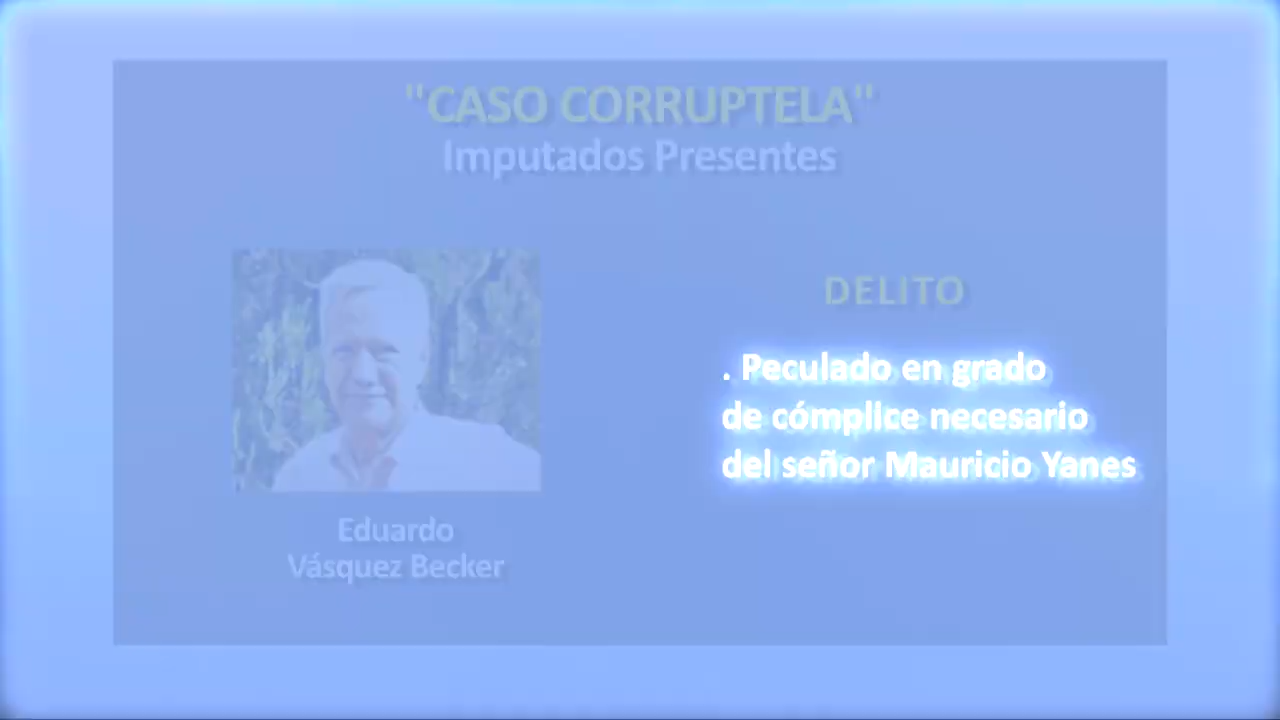 "CASO CORRUPTELA"
Imputados Presentes
DELITO
. Peculado en grado
de cómplice necesario
del señor Mauricio Yanes
Eduardo
Vásquez Becker